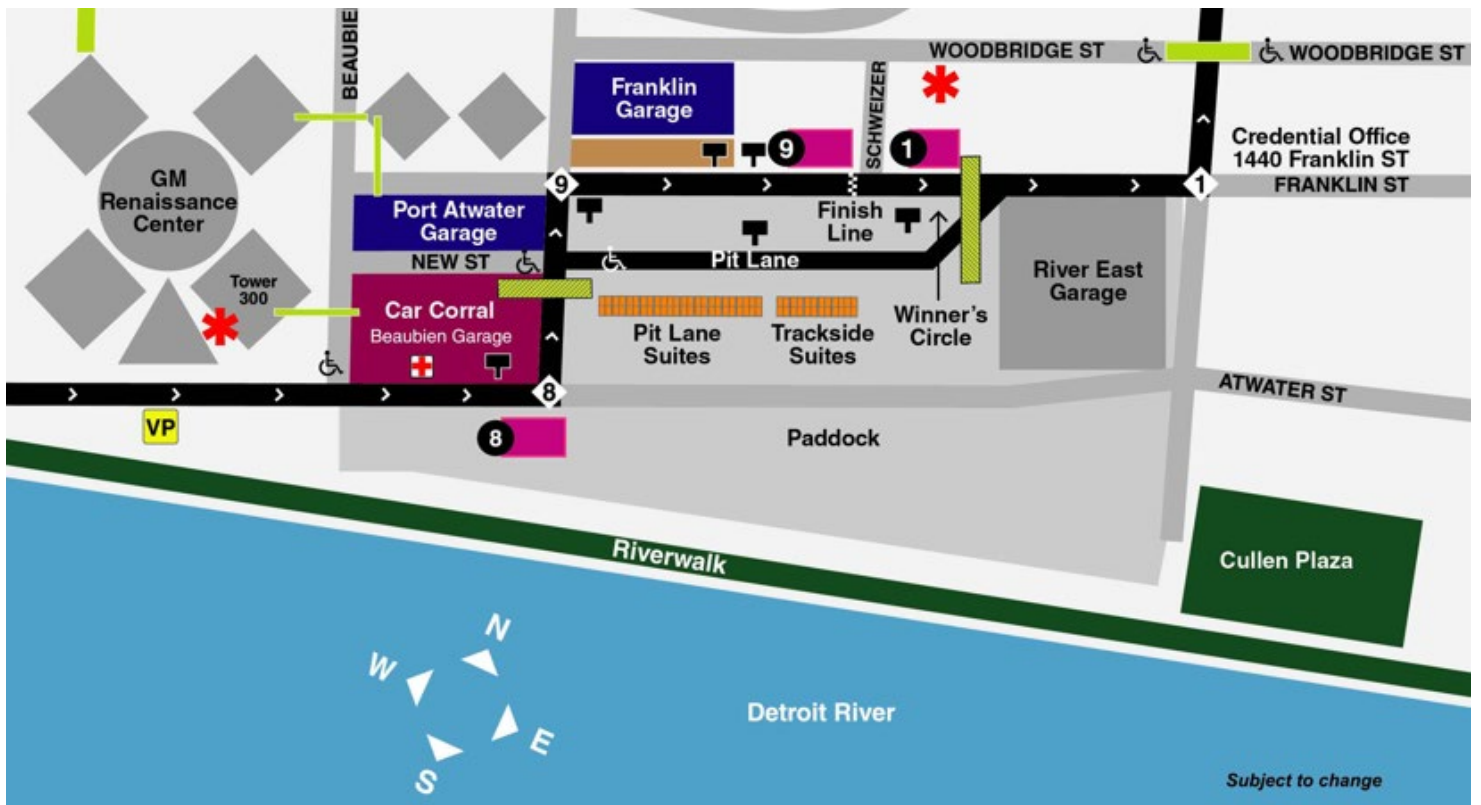 BEAUBIE
WOODBRIDGE ST
WOODBRIDGE ST
Franklin
Garage
SCHWEIZER
9
1
Credential Office
1440 Franklin ST
GM
Renaissance
Center
9
1
FRANKLIN ST
Port Atwater
Garage
Finish
Line
NEW ST
Pit Lane
River East
Garage
Tower
300
Car Corral
Beaubien Garage
Pit Lane
Suites
Trackside
Suites
Winner's
Circle
8
ATWATER ST
VP
8
Paddock
Riverwalk
Cullen Plaza
N
W
E
S
Detroit River
Subject to change